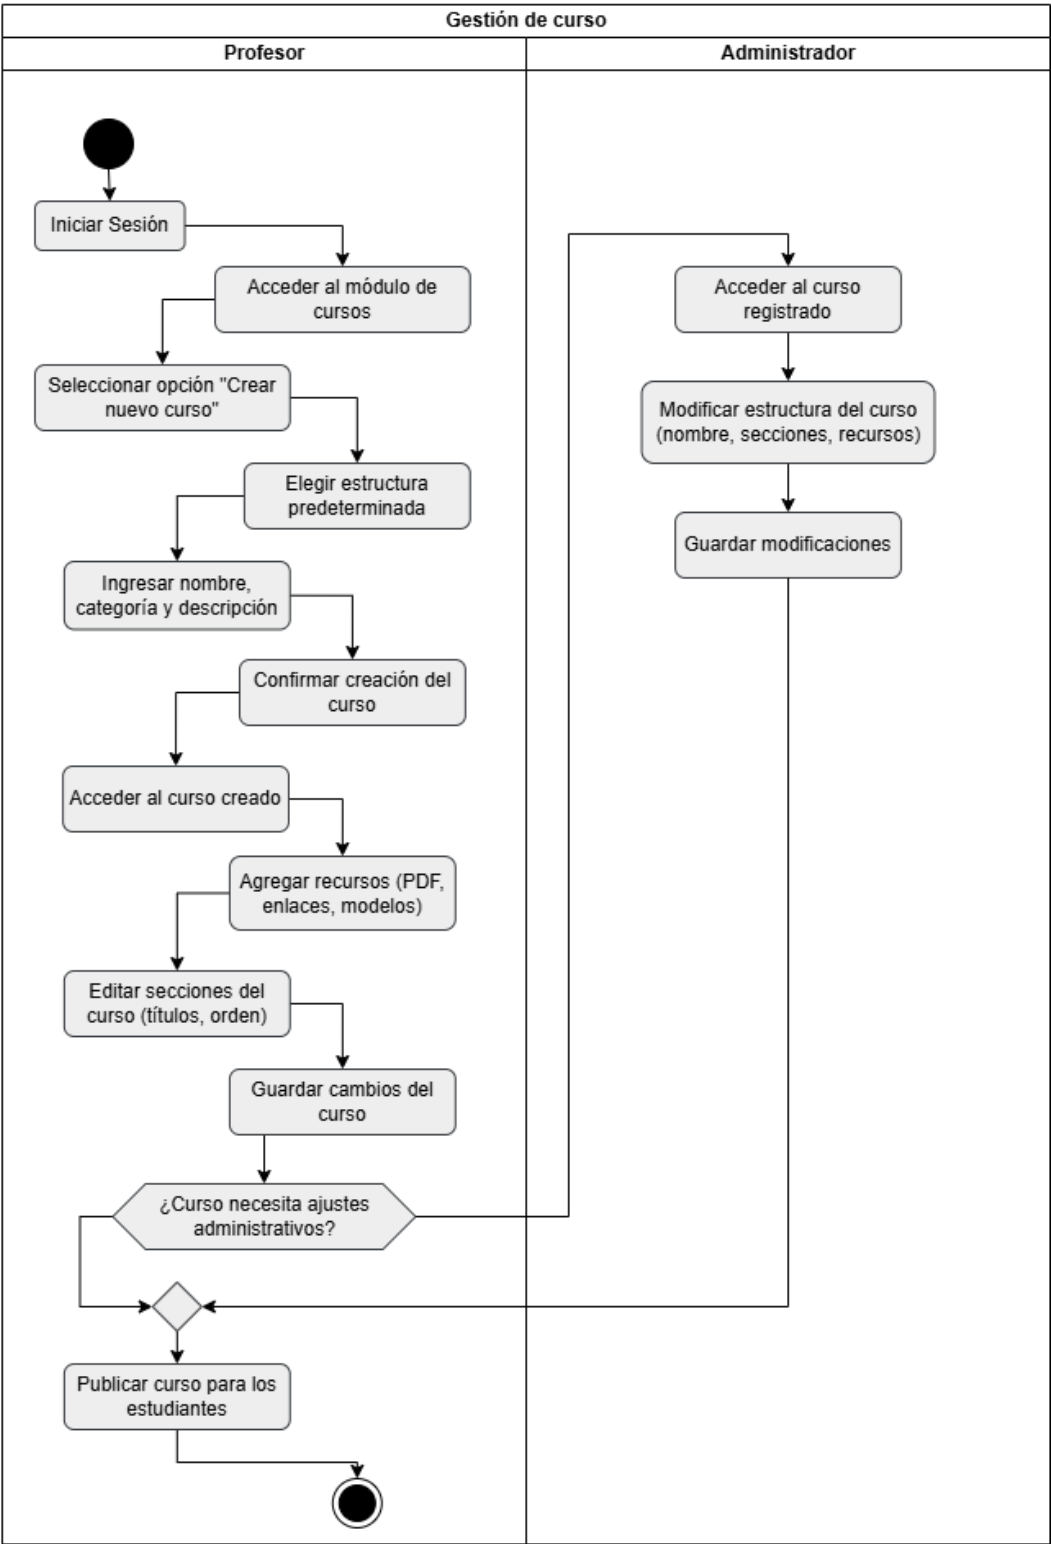 Gestión de curso
Profesor
Administrador
Iniciar Sesión
Acceder al módulo de
cursos
Seleccionar opción "Crear
nuevo curso"
Elegir estructura
predeterminada
Ingresar nombre,
categoría y descripción
Confirmar creación del
curso
Acceder al curso creado
Agregar recursos (PDF,
enlaces, modelos)
Editar secciones del
curso (títulos, orden)
Guardar cambios del
curso
¿Curso necesita ajustes
administrativos?
Publicar curso para los
estudiantes
Acceder al curso
registrado
Modificar estructura del curso
(nombre, secciones, recursos)
Guardar modificaciones